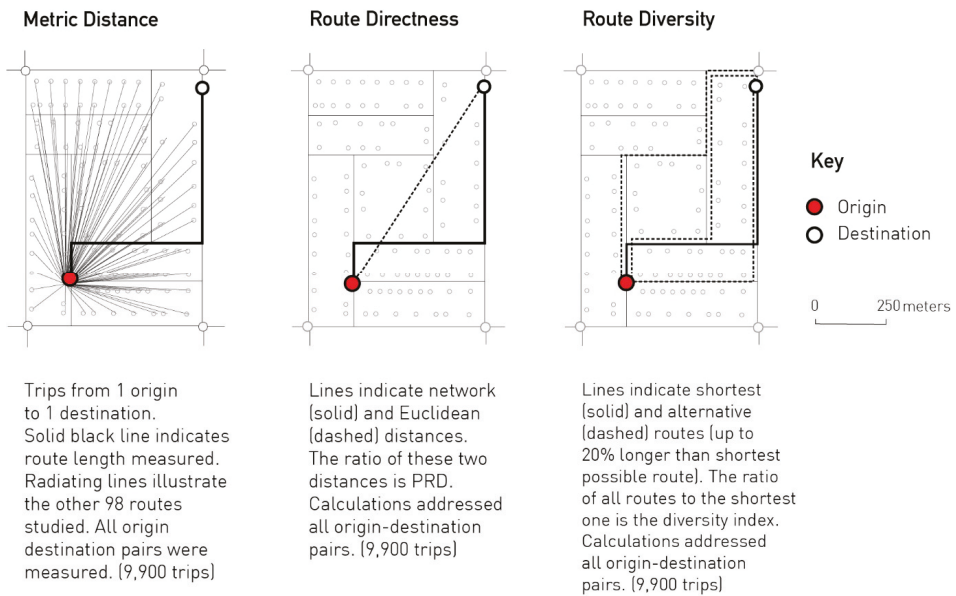 Metric Distance
Route Directness
Route Diversity
Key
Origin
Destination
0 250 meters
Trips from 1 origin
to 1 destination.
Solid black line indicates
route length measured.
Radiating lines illustrate
the other 98 routes
studied. All origin
destination pairs were
measured. (9,900 trips)
Lines indicate network
(solid) and Euclidean
(dashed) distances.
The ratio of these two
distances is PRD.
Calculations addressed
all origin-destination
pairs. (9,900 trips)
Lines indicate shortest
(solid) and alternative
(dashed) routes (up to
20% longer than shortest
possible route). The ratio
of all routes to the shortest
one is the diversity index.
Calculations addressed
all origin-destination
pairs. (9,900 trips)